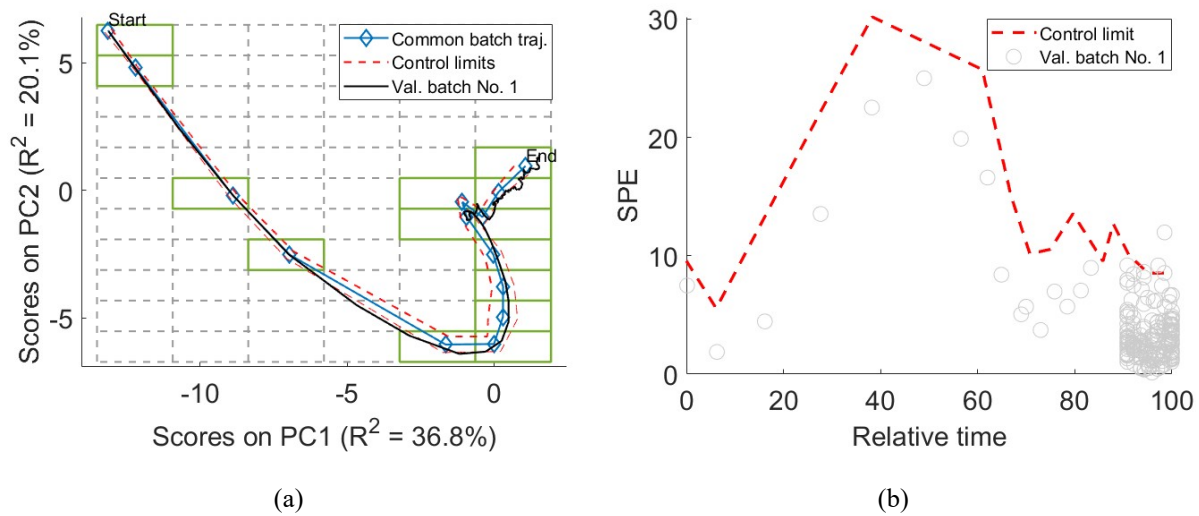 Start
End
Common batch traj.
Control limits
Val. batch No. 1
5
0
-5
-10
-5
0
Scores on PC2 (R² = 20.1%)
Scores on PC1 (R² = 36.8%)
(a)
Control limit
Val. batch No. 1
30
20
10
0
0
20
40
60
80
100
SPE
Relative time
(b)